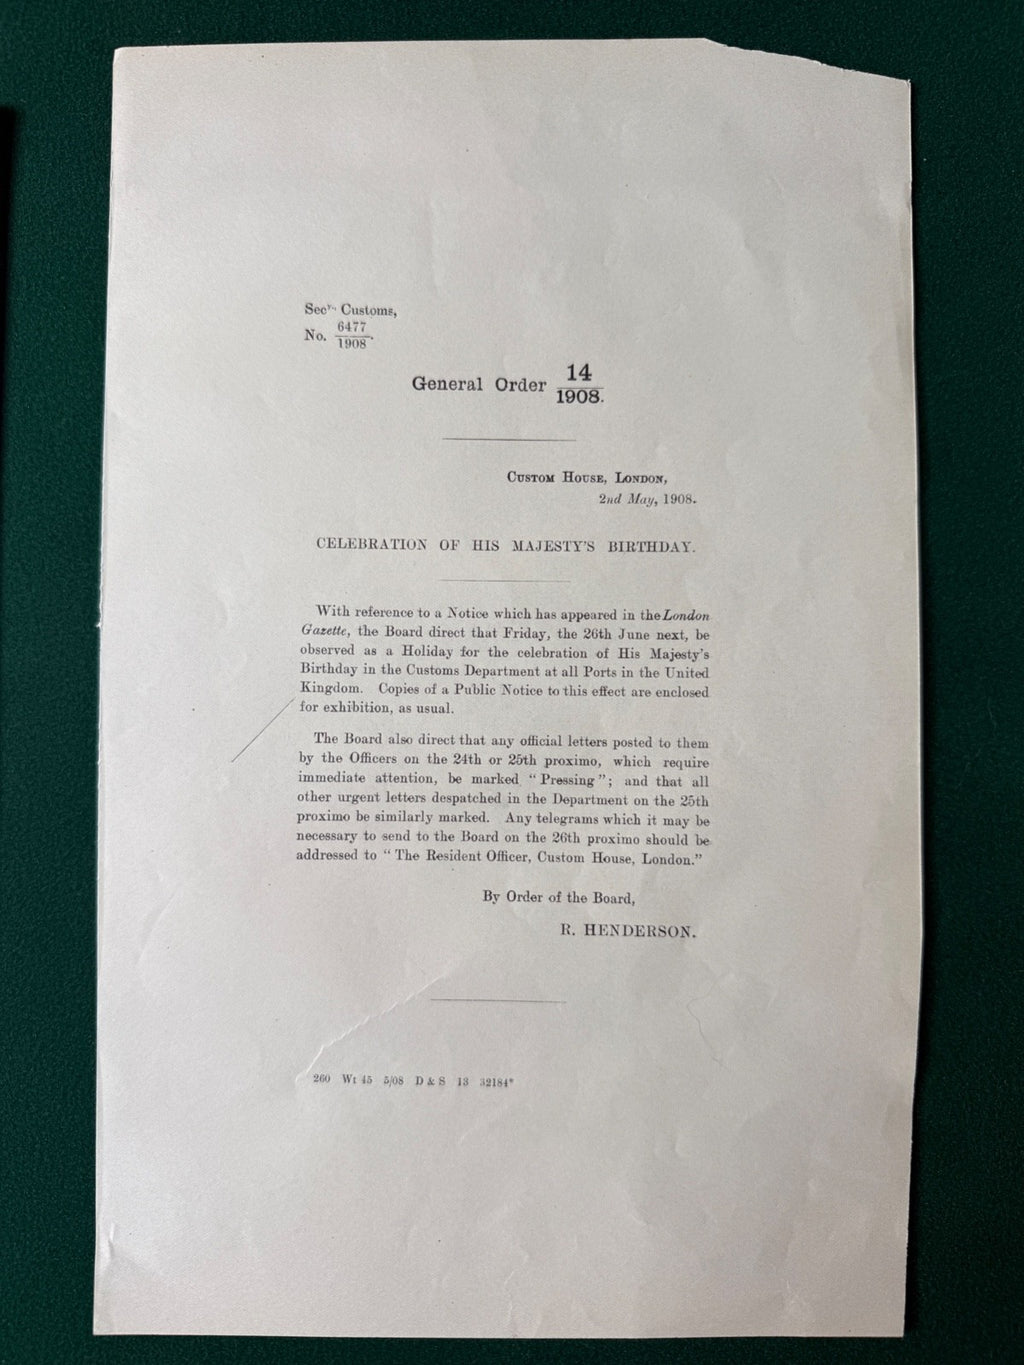 Secy. Customs,
No. 6477/1908.
General Order 14/1908.
CUSTOM HOUSE, LONDON,
2nd May, 1908.
CELEBRATION OF HIS MAJESTY'S BIRTHDAY.
With reference to a Notice which has appeared in the London
Gazette, the Board direct that Friday, the 26th June next, be
observed as a Holiday for the celebration of His Majesty's
Birthday in the Customs Department at all Ports in the United
Kingdom. Copies of a Public Notice to this effect are enclosed
for exhibition, as usual.
The Board also direct that any official letters posted to them
by the Officers on the 24th or 25th proximo, which require
immediate attention, be marked "Pressing"; and that all
other urgent letters despatched in the Department on the 25th
proximo be similarly marked. Any telegrams which it may be
necessary to send to the Board on the 26th proximo should be
addressed to "The Resident Officer, Custom House, London."
By Order of the Board,
R. HENDERSON.
260 Wt 45 5/08 D & S 13 32184*